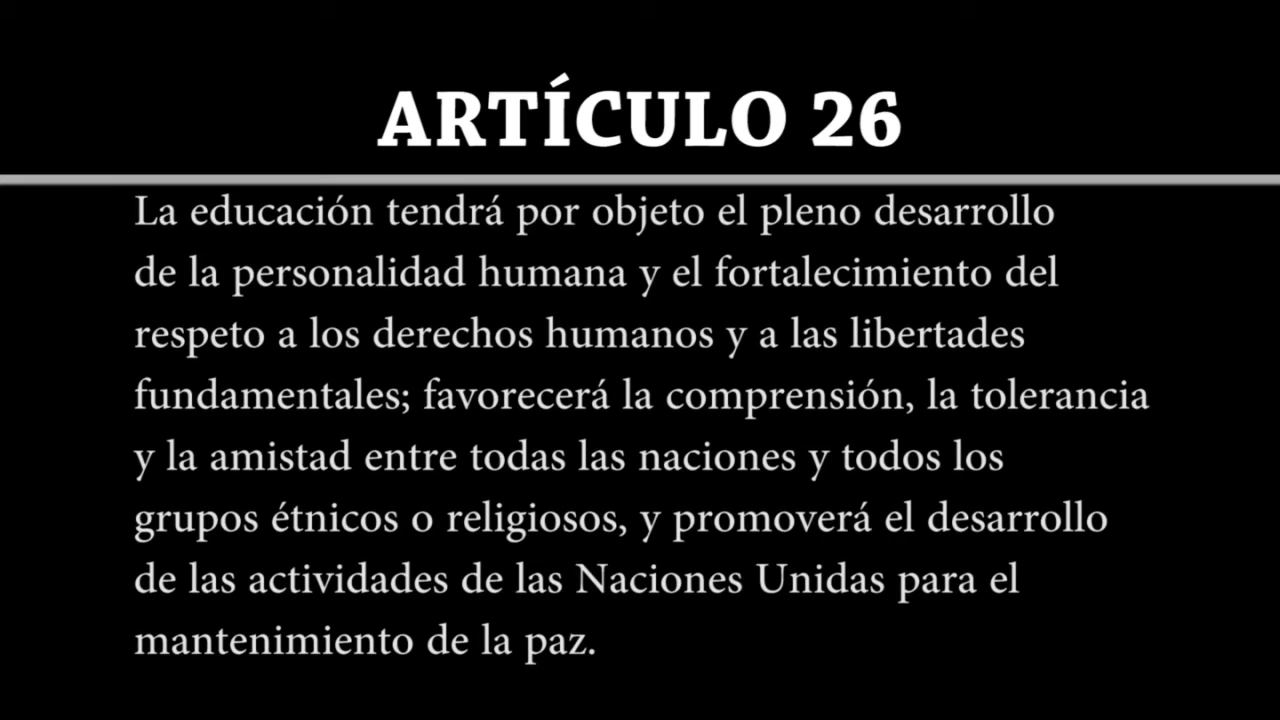 ARTÍCULO 26
La educación tendrá por objeto el pleno desarrollo
de la personalidad humana y el fortalecimiento del
respeto a los derechos humanos y a las libertades
fundamentales; favorecerá la comprensión, la tolerancia
y la amistad entre todas las naciones y todos los
grupos étnicos o religiosos, y promoverá el desarrollo
de las actividades de las Naciones Unidas para el
mantenimiento de la paz.